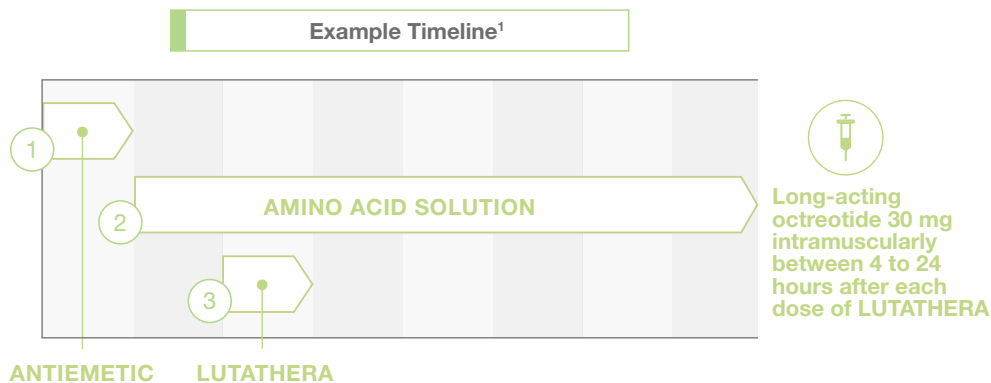 Example Timeline¹
1
2
AMINO ACID SOLUTION
3
Long-acting
octreotide 30 mg
intramuscularly
between 4 to 24
hours after each
dose of LUTATHERA
ANTIEMETIC
LUTATHERA